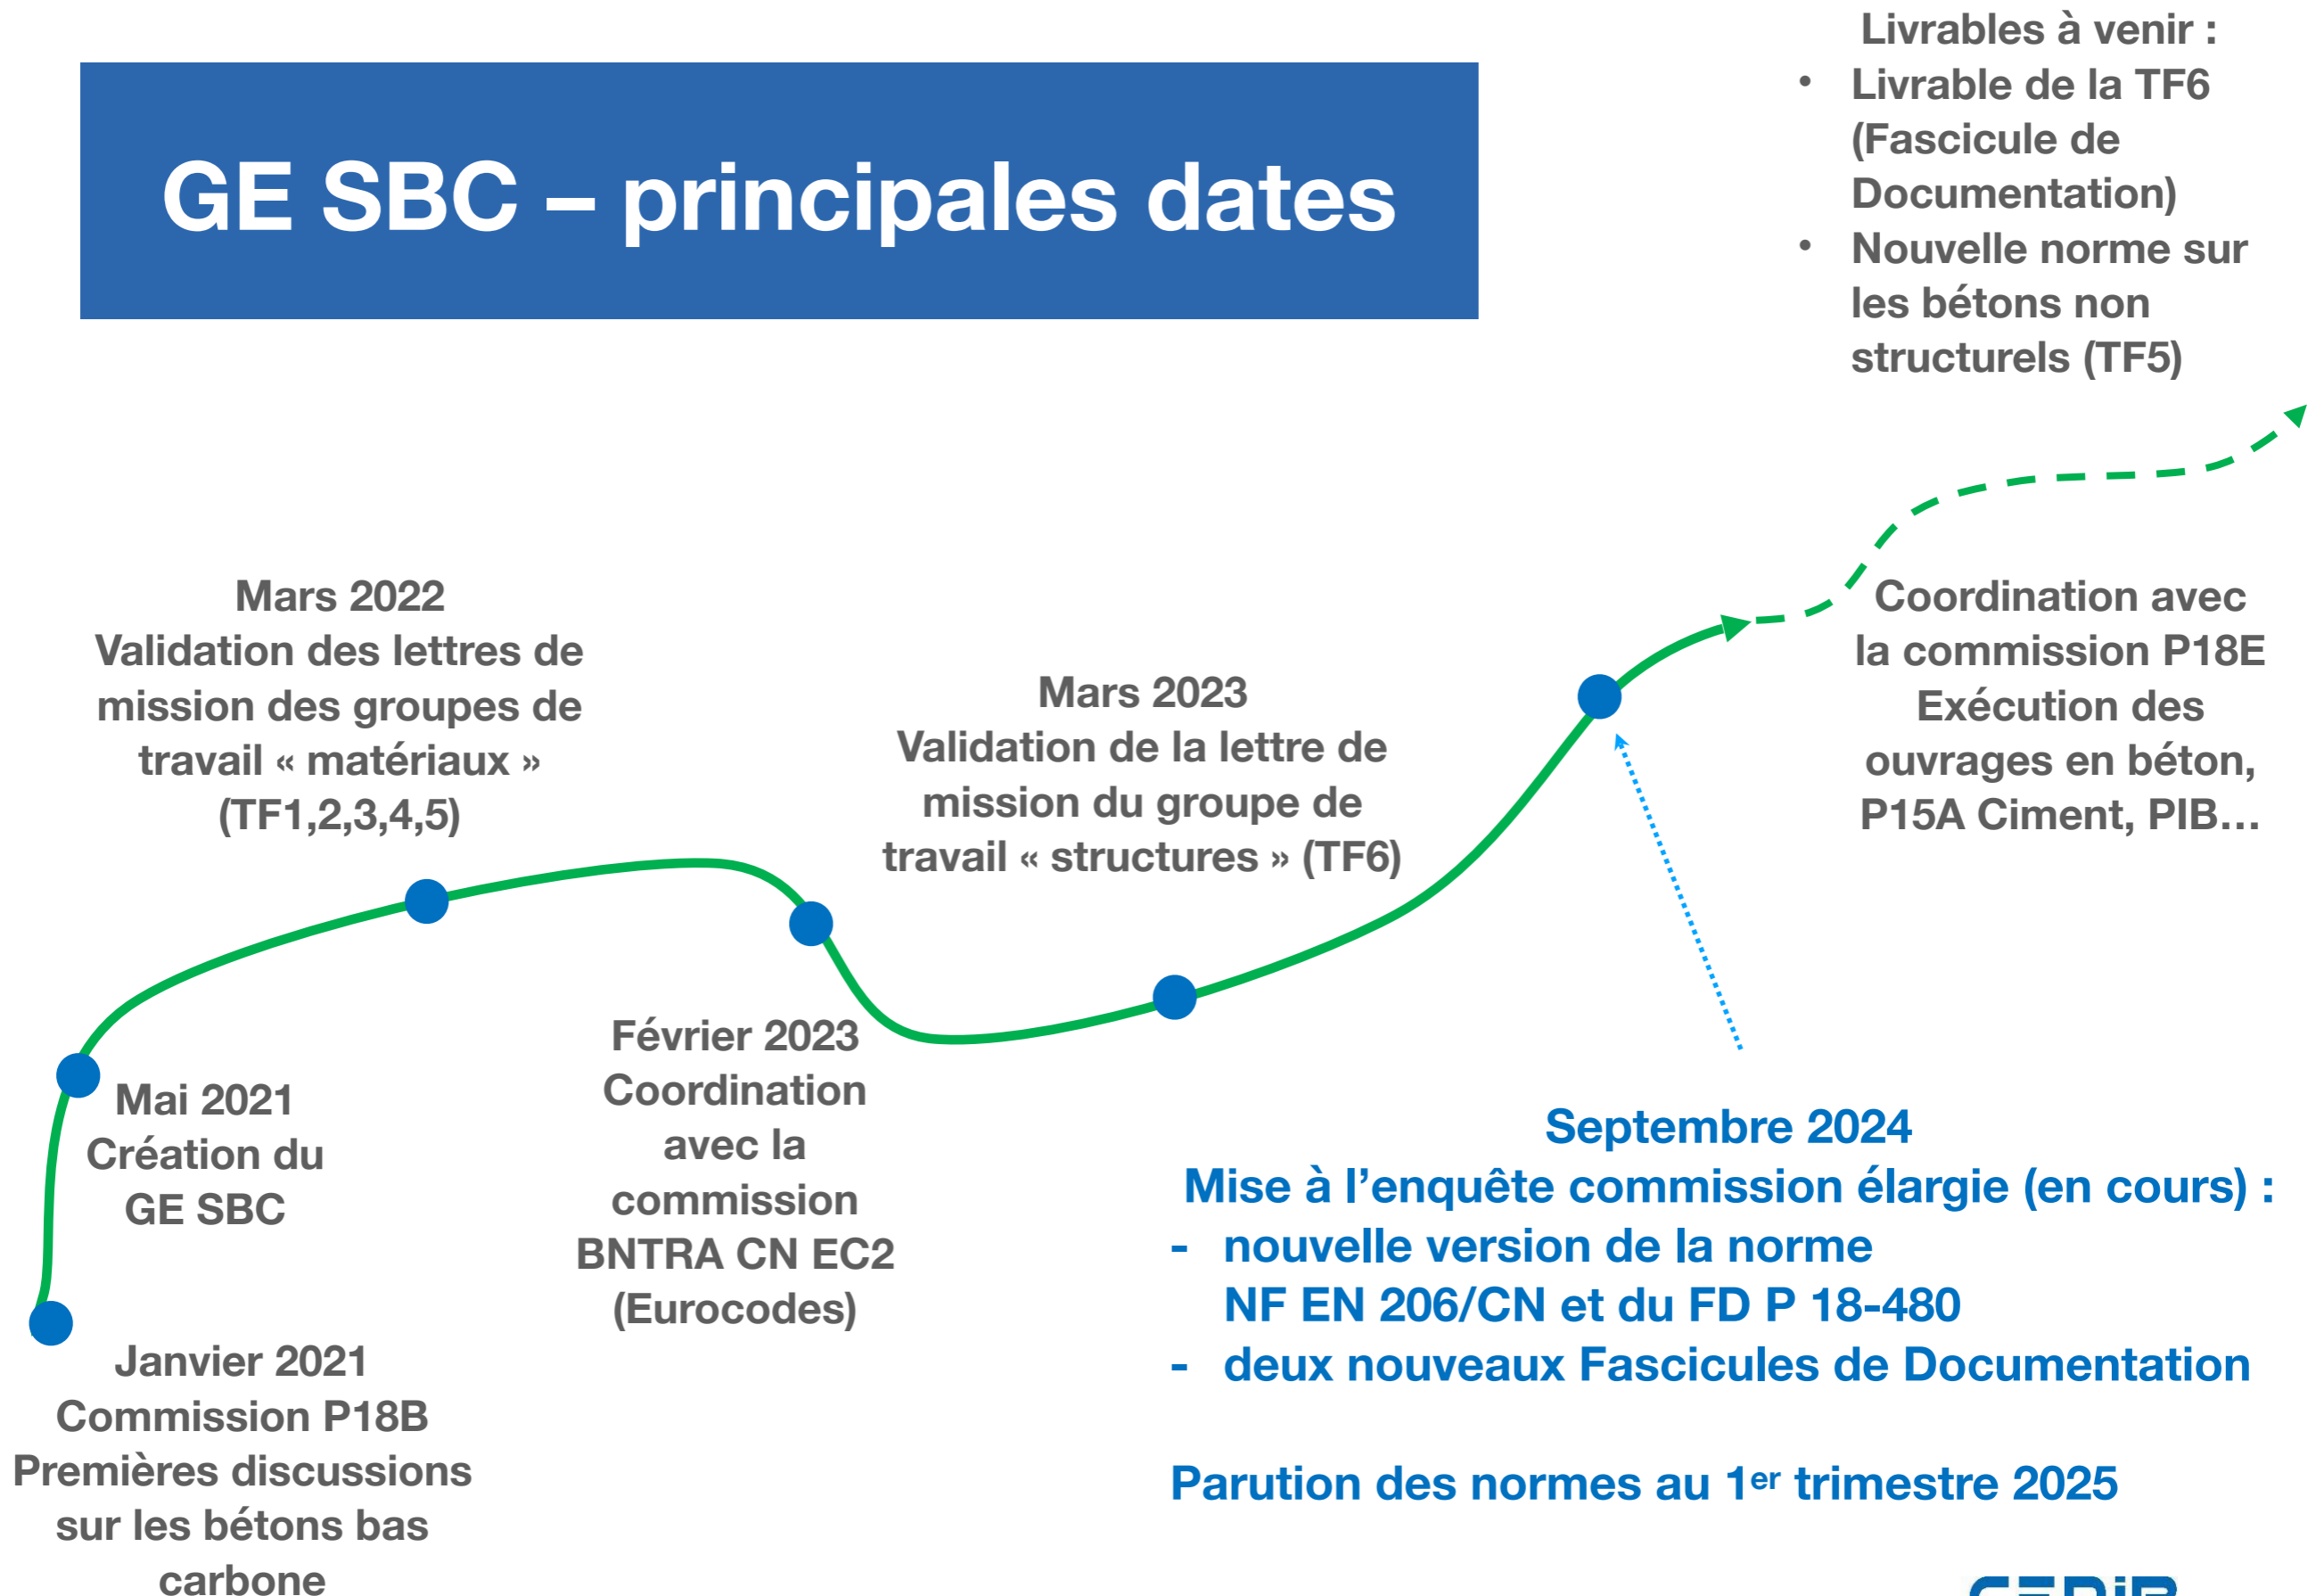 GE SBC – principales dates
Livrables à venir :
• Livrable de la TF6
(Fascicule de
Documentation)
• Nouvelle norme sur
les bétons non
structurels (TF5)
Mars 2022
Validation des lettres de
mission des groupes de
travail « matériaux »
(TF1,2,3,4,5)
Mars 2023
Validation de la lettre de
mission du groupe de
travail « structures » (TF6)
Coordination avec
la commission P18E
Exécution des
ouvrages en béton,
P15A Ciment, PIB…
Mai 2021
Création du
GE SBC
Février 2023
Coordination
avec la
commission
BNTRA CN EC2
(Eurocodes)
Janvier 2021
Commission P18B
Premières discussions
sur les bétons bas
carbone
Septembre 2024
Mise à l’enquête commission élargie (en cours) :
- nouvelle version de la norme
NF EN 206/CN et du FD P 18-480
- deux nouveaux Fascicules de Documentation
Parution des normes au 1er trimestre 2025